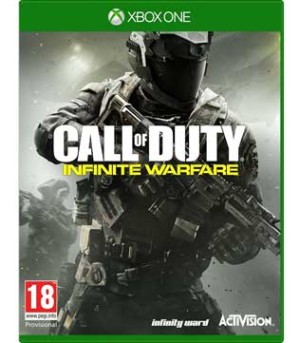 XBOX ONE
CALL OF DUTY
INFINITE WARFARE
18
www.pegi.info
Provisional
infinity ward
ACTIVISION